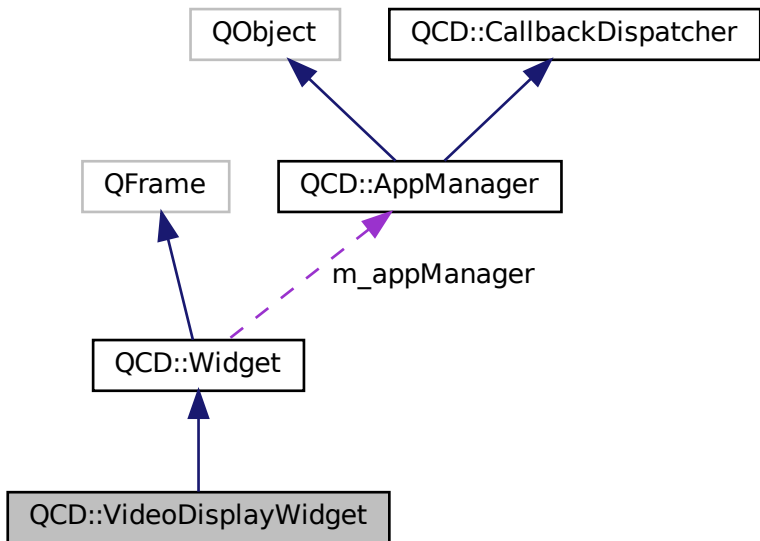 QObject
QCD::CallbackDispatcher
QFrame
QCD::AppManager
m_appManager
QCD::Widget
QCD::VideoDisplayWidget